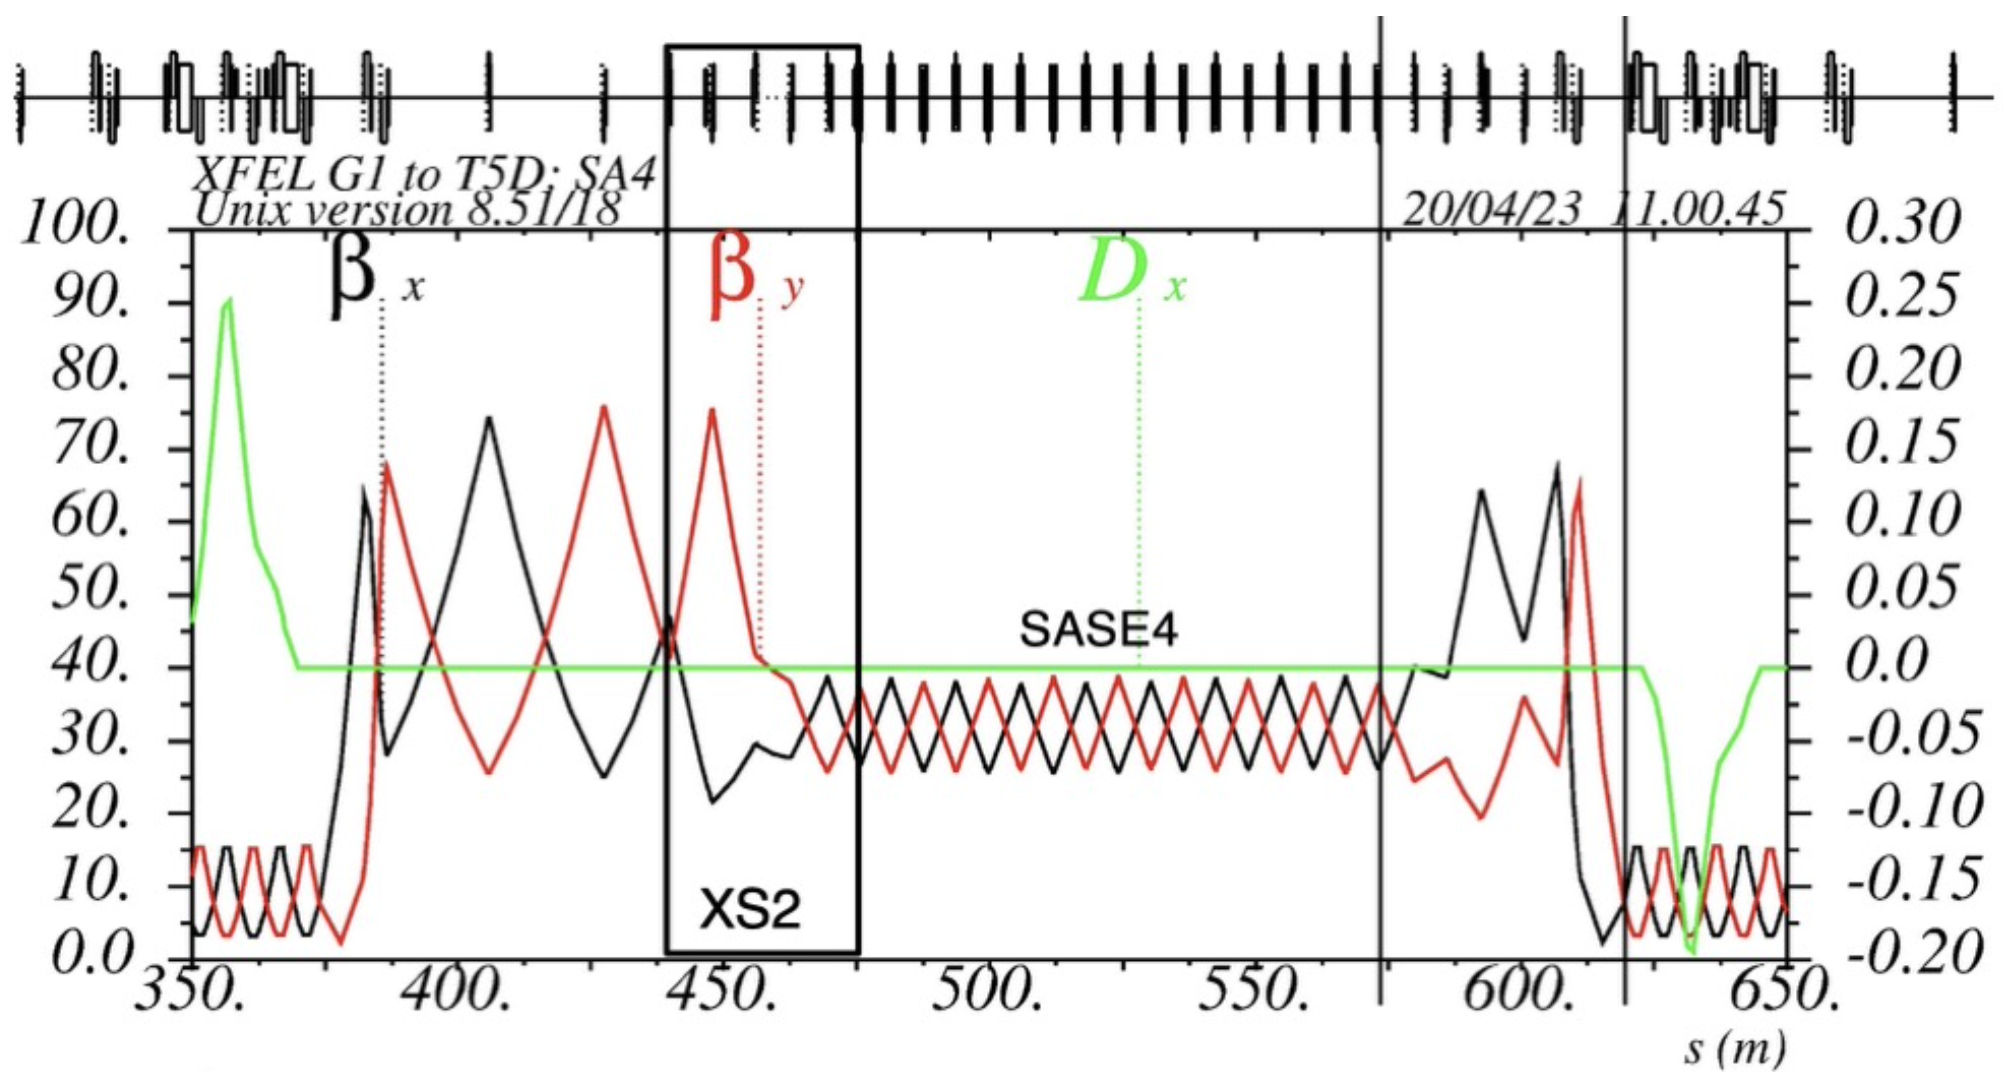 XFEL G1 to T5D: SA4
Unix version 8.51/18
20/04/23 11.00.45
100.
90.
80.
70.
60.
50.
40.
30.
20.
10.
0.0
β x
β y
D x
SASE4
XS2
0.30
0.25
0.20
0.15
0.10
0.05
0.0
-0.05
-0.10
-0.15
-0.20
350. 400. 450. 500. 550. 600. 650.
s (m)